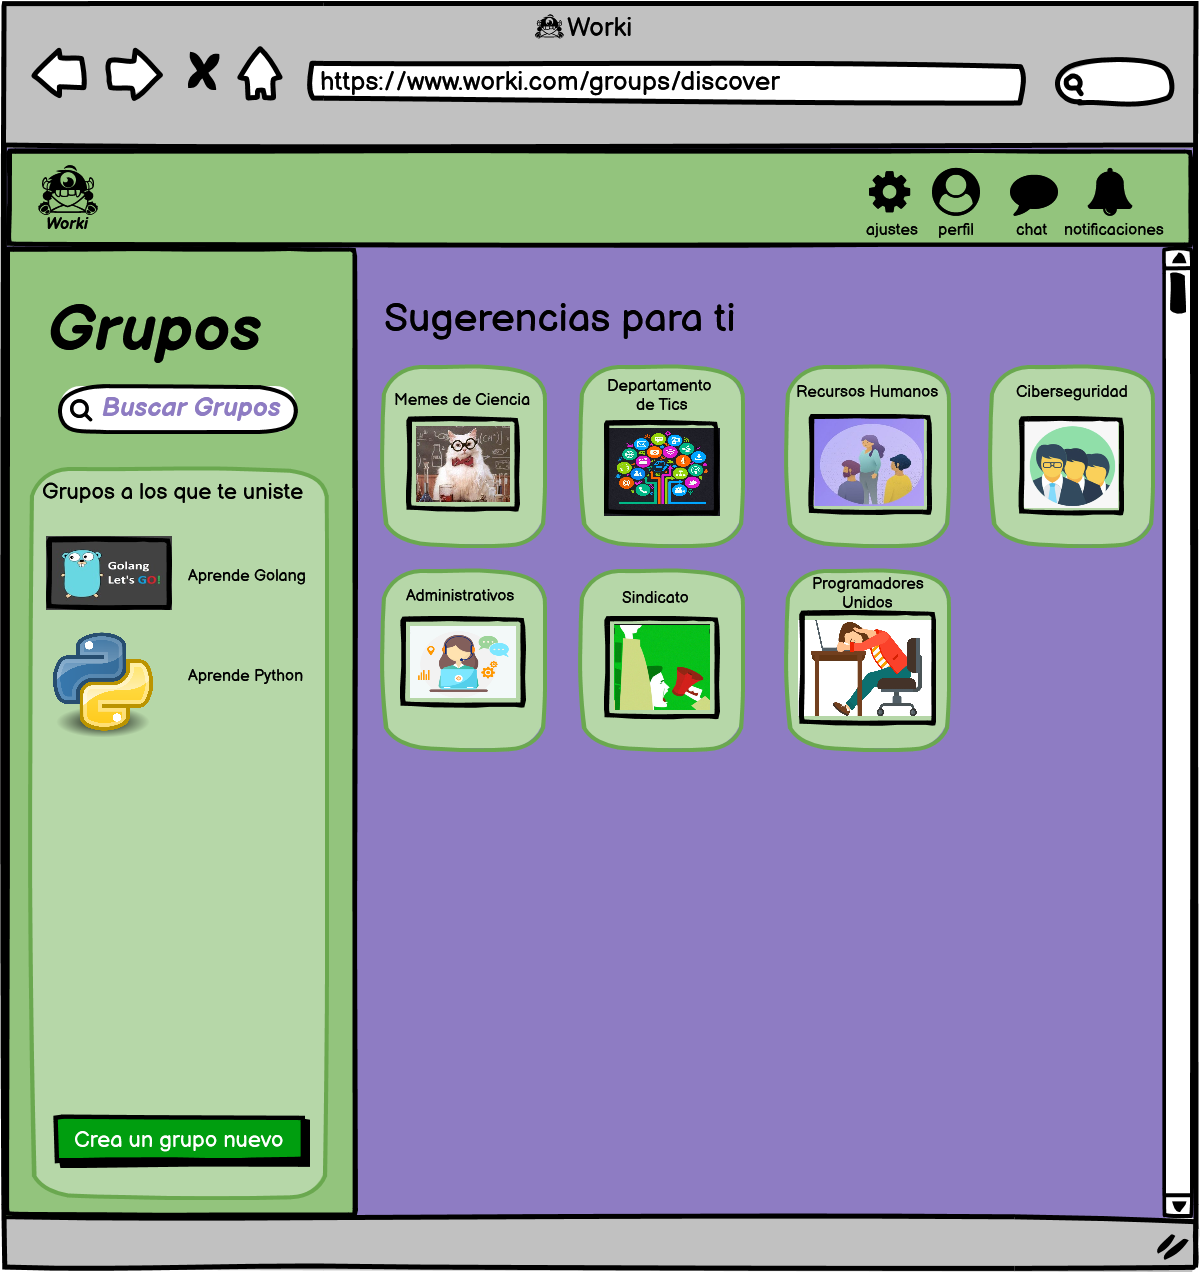 Worki
https://www.worki.com/groups/discover
Worki
ajustes
perfil
chat
notificaciones
Grupos
Buscar Grupos
Grupos a los que te uniste
Golang
Let's GO!
Aprende Golang
Aprende Python
Crea un grupo nuevo
Sugerencias para ti
Memes de Ciencia
Departamento
de Tics
Recursos Humanos
Ciberseguridad
Administrativos
Sindicato
Programadores
Unidos